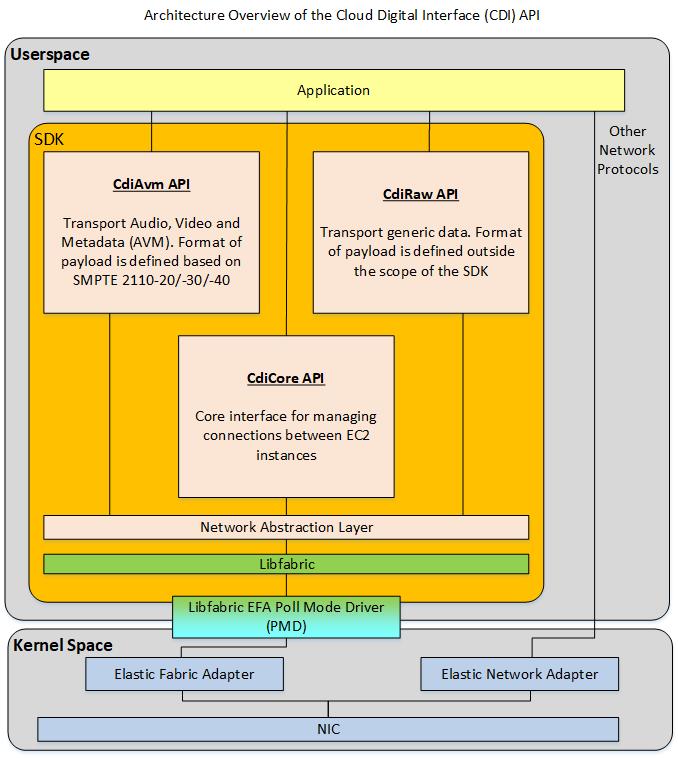 Architecture Overview of the Cloud Digital Interface (CDI) API
Userspace
Application
Other
Network
Protocols
SDK
CdiAvm API
Transport Audio, Video and
Metadata (AVM). Format of
payload is defined based on
SMPTE 2110-20/-30/-40
CdiRaw API
Transport generic data. Format
of payload is defined outside
the scope of the SDK
CdiCore API
Core interface for managing
connections between EC2
instances
Network Abstraction Layer
Libfabric
Libfabric EFA Poll Mode Driver
(PMD)
Kernel Space
Elastic Fabric Adapter
Elastic Network Adapter
NIC